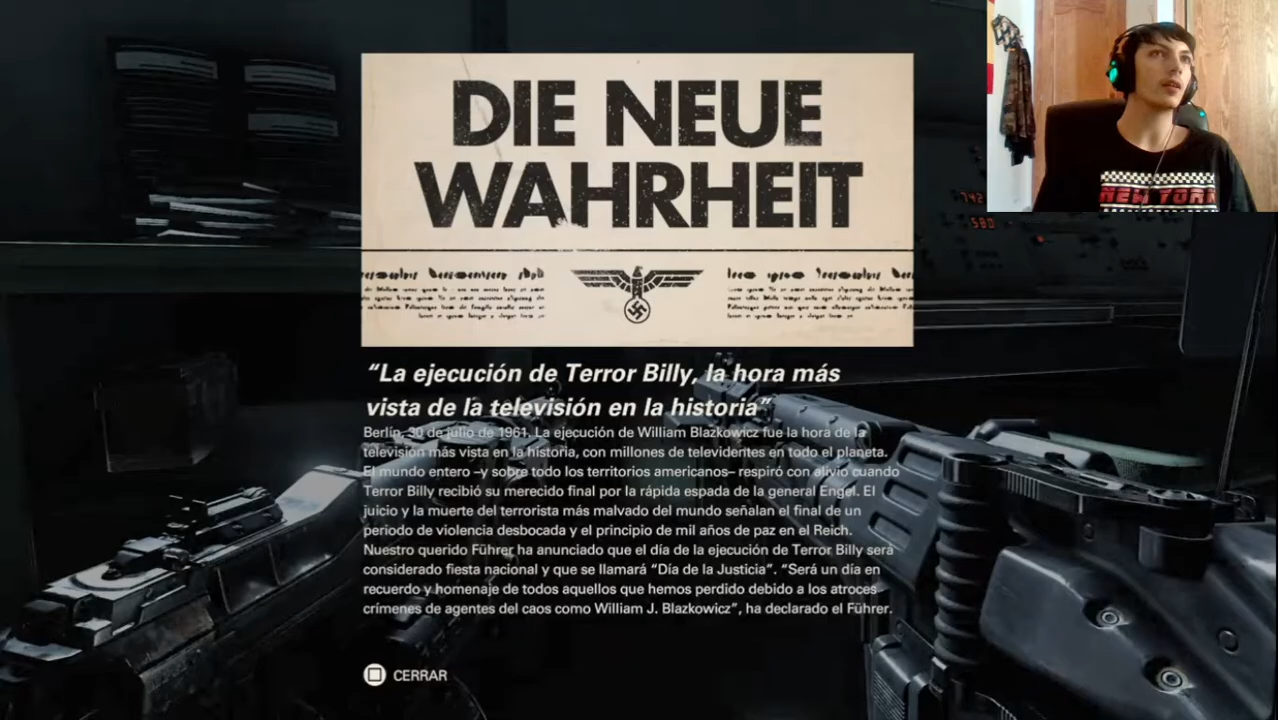 DIE NEUE
WAHRHEIT
NEW YORK
742
580
“La ejecución de Terror Billy, la hora más
vista de la televisión en la historia”
Berlín, 30 de julio de 1961. La ejecución de William Blazkowicz fue la hora de la
televisión más vista en la historia, con millones de televidentes en todo el planeta.
El mundo entero –y sobre todo los territorios americanos– respiró con alivio cuando
Terror Billy recibió su merecido final por la rápida espada de la general Engel. El
juicio y la muerte del terrorista más malvado del mundo señalan el final de un
periodo de violencia desbocada y el principio de mil años de paz en el Reich.
Nuestro querido Führer ha anunciado que el día de la ejecución de Terror Billy será
considerado fiesta nacional y que se llamará “Día de la Justicia”. “Será un día en
recuerdo y homenaje de todos aquellos que hemos perdido debido a los atroces
crímenes de agentes del caos como William J. Blazkowicz”, ha declarado el Führer.
CERRAR